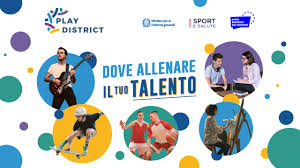 PLAY
DISTRICT
SPORT
E SALUTE
DOVE ALLENARE
IL TUO TALENTO